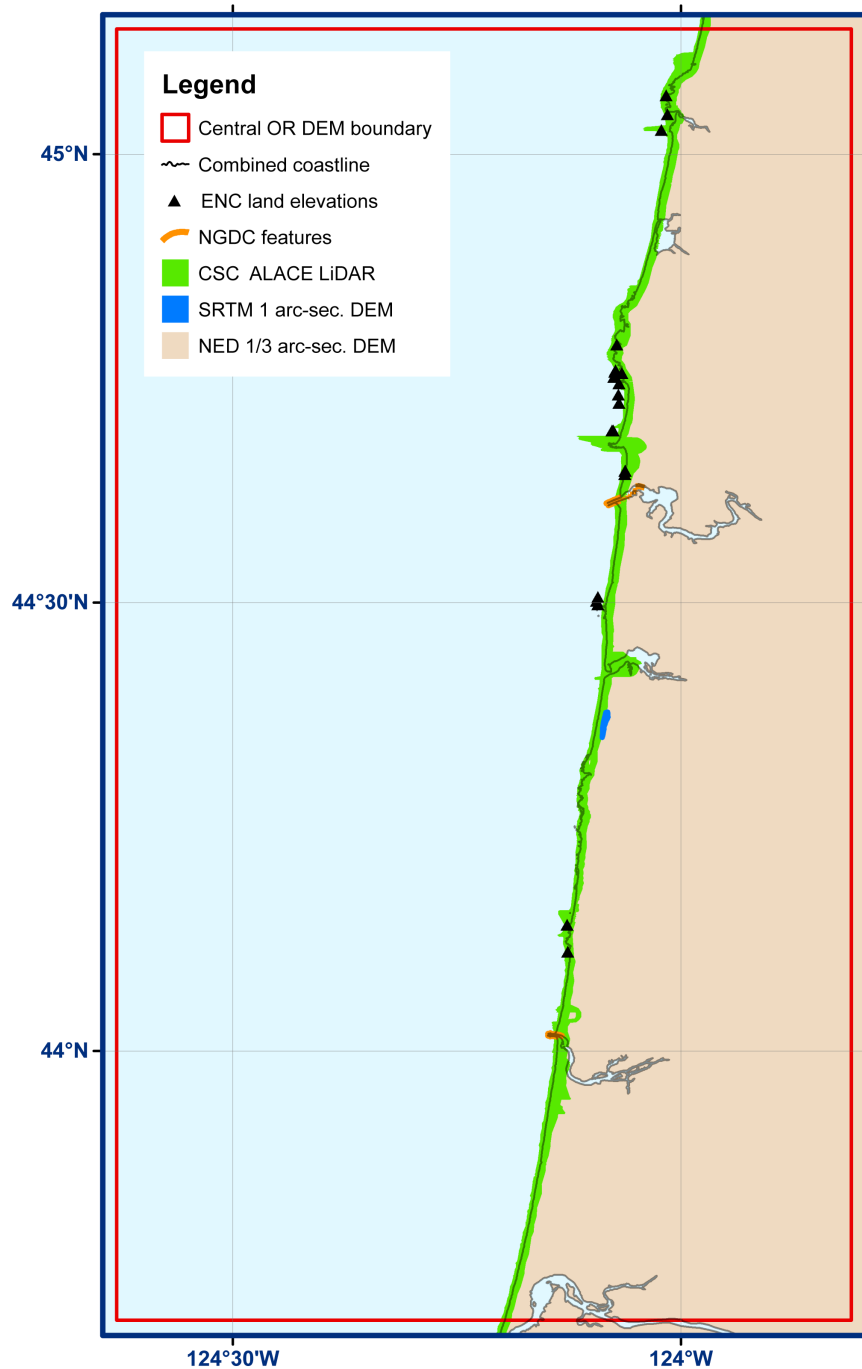 Legend
Central OR DEM boundary
Combined coastline
ENC land elevations
NGDC features
CSC ALACE LiDAR
SRTM 1 arc-sec. DEM
NED 1/3 arc-sec. DEM
45°N
44°30'N
44°N
124°30'W
124°W